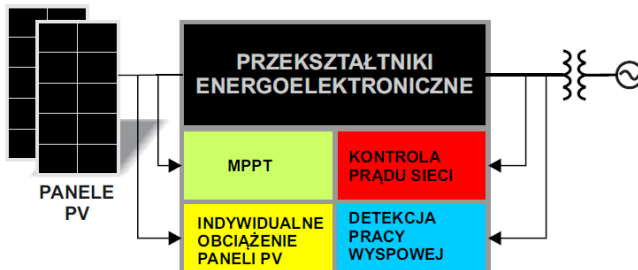 PRZEKSZTAŁTNIKI
ENERGOELEKTRONICZNE
MPPT
KONTROLA
PRĄDU SIECI
PANELE
PV
INDYWIDUALNE
OBCIĄŻENIE
PANELI PV
DETEKCJA
PRACY
WYSPOWEJ